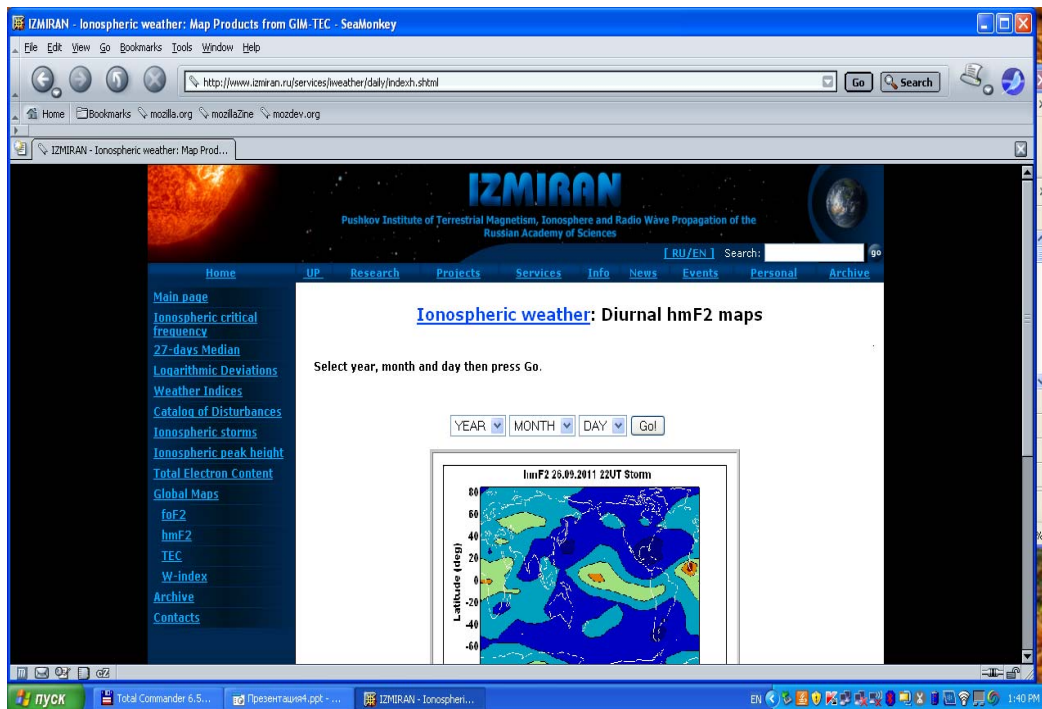 IZMIRAN - Ionospheric weather: Map Products from GIM-TEC - SeaMonkey
File Edit View Go Bookmarks Tools Window Help
http://www.izmiran.ru/services/iweather/daily/indexh.shtml Go Search
Home Bookmarks mozilla.org mozillaZine mozdev.org
IZMIRAN - Ionospheric weather: Map Prod...
IZMIRAN
Pushkov Institute of Terrestrial Magnetism, Ionosphere and Radio Wave Propagation of the
Russian Academy of Sciences
[ RU/EN ] Search: go
Home UP Research Projects Services Info News Events Personal Archive
Main page
Ionospheric critical
frequency
27-days Median
Logarithmic Deviations
Weather Indices
Catalog of Disturbances
Ionospheric storms
Ionospheric peak height
Total Electron Content
Global Maps
foF2
hmF2
TEC
W-index
Archive
Contacts
Ionospheric weather: Diurnal hmF2 maps
Select year, month and day then press Go.
YEAR MONTH DAY Go!
hmF2 26.09.2011 22UT Storm
80
60
40
20
0
-20
-40
-60
Latitude (deg)
пуск Total Commander 6.5... Презентация4.ppt - ... IZMIRAN - Ionospheri... EN 1:40 PM